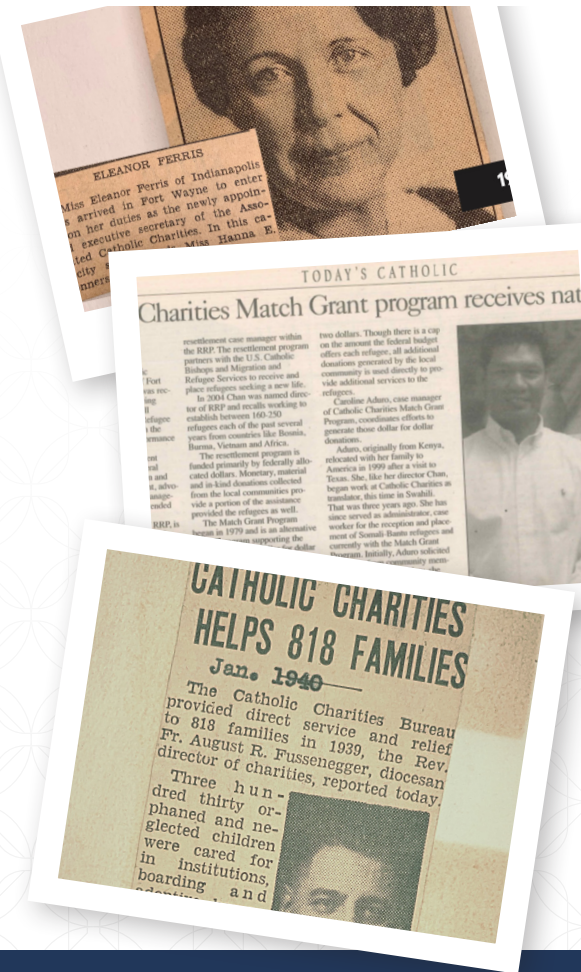 ELEANOR FERRIS
Miss Eleanor Ferris of Indianapolis
arrived in Fort Wayne to enter
on her duties as the newly appoin-
executive secretary of the Asso-
ted Catholic Charities. In this ca-
city
Miss Hanna E.
nners
TODAY'S CATHOLIC
Charities Match Grant program receives nat
resettlement case manager within
the RRP. The resettlement program
partners with the U.S. Catholic
Bishops and Migration and
Refugee Services to receive and
place refugees seeking a new life.
In 2004 Chan was named direc-
tor of RRP and recalls working to
establish between 160-250
refugees each of the past several
years from countries like Bosnia,
Burma, Vietnam and Africa.
The resettlement program is
funded primarily by federally allo-
cated dollars. Monetary, material
and in-kind donations collected
from the local communities pro-
vide a portion of the assistance
provided the refugees as well.
The Match Grant Program
began in 1979 and is an alternative
supporting the
for dollar
two dollars. Though there is a cap
on the amount the federal budget
offers each refugee, all additional
donations generated by the local
community is used directly to pro-
vide additional services to the
refugees.
Caroline Aduro, case manager
of Catholic Charities Match Grant
Program, coordinates efforts to
generate those dollar for dollar
donations.
Aduro, originally from Kenya,
relocated with her family to
America in 1999 after a visit to
Texas. She, like her director Chan,
began work at Catholic Charities as
translator, this time in Swahili.
That was three years ago. She has
since served as administrator, case
worker for the reception and place-
ment of Somali-Bantu refugees and
currently with the Match Grant
Program. Initially, Aduro solicited
community mem-
the
Fort
RRP, is
CATHOLIC CHARITIES
HELPS 818 FAMILIES
Jan. 1940
The Catholic Charities Bureau
provided direct service and relief
to 818 families in 1939, the Rev.
Fr. August R. Fussenegger, diocesan
director of charities, reported today.
Three hun-
dred thirty or-
phaned and ne-
glected children
were cared for
in institutions,
boarding and